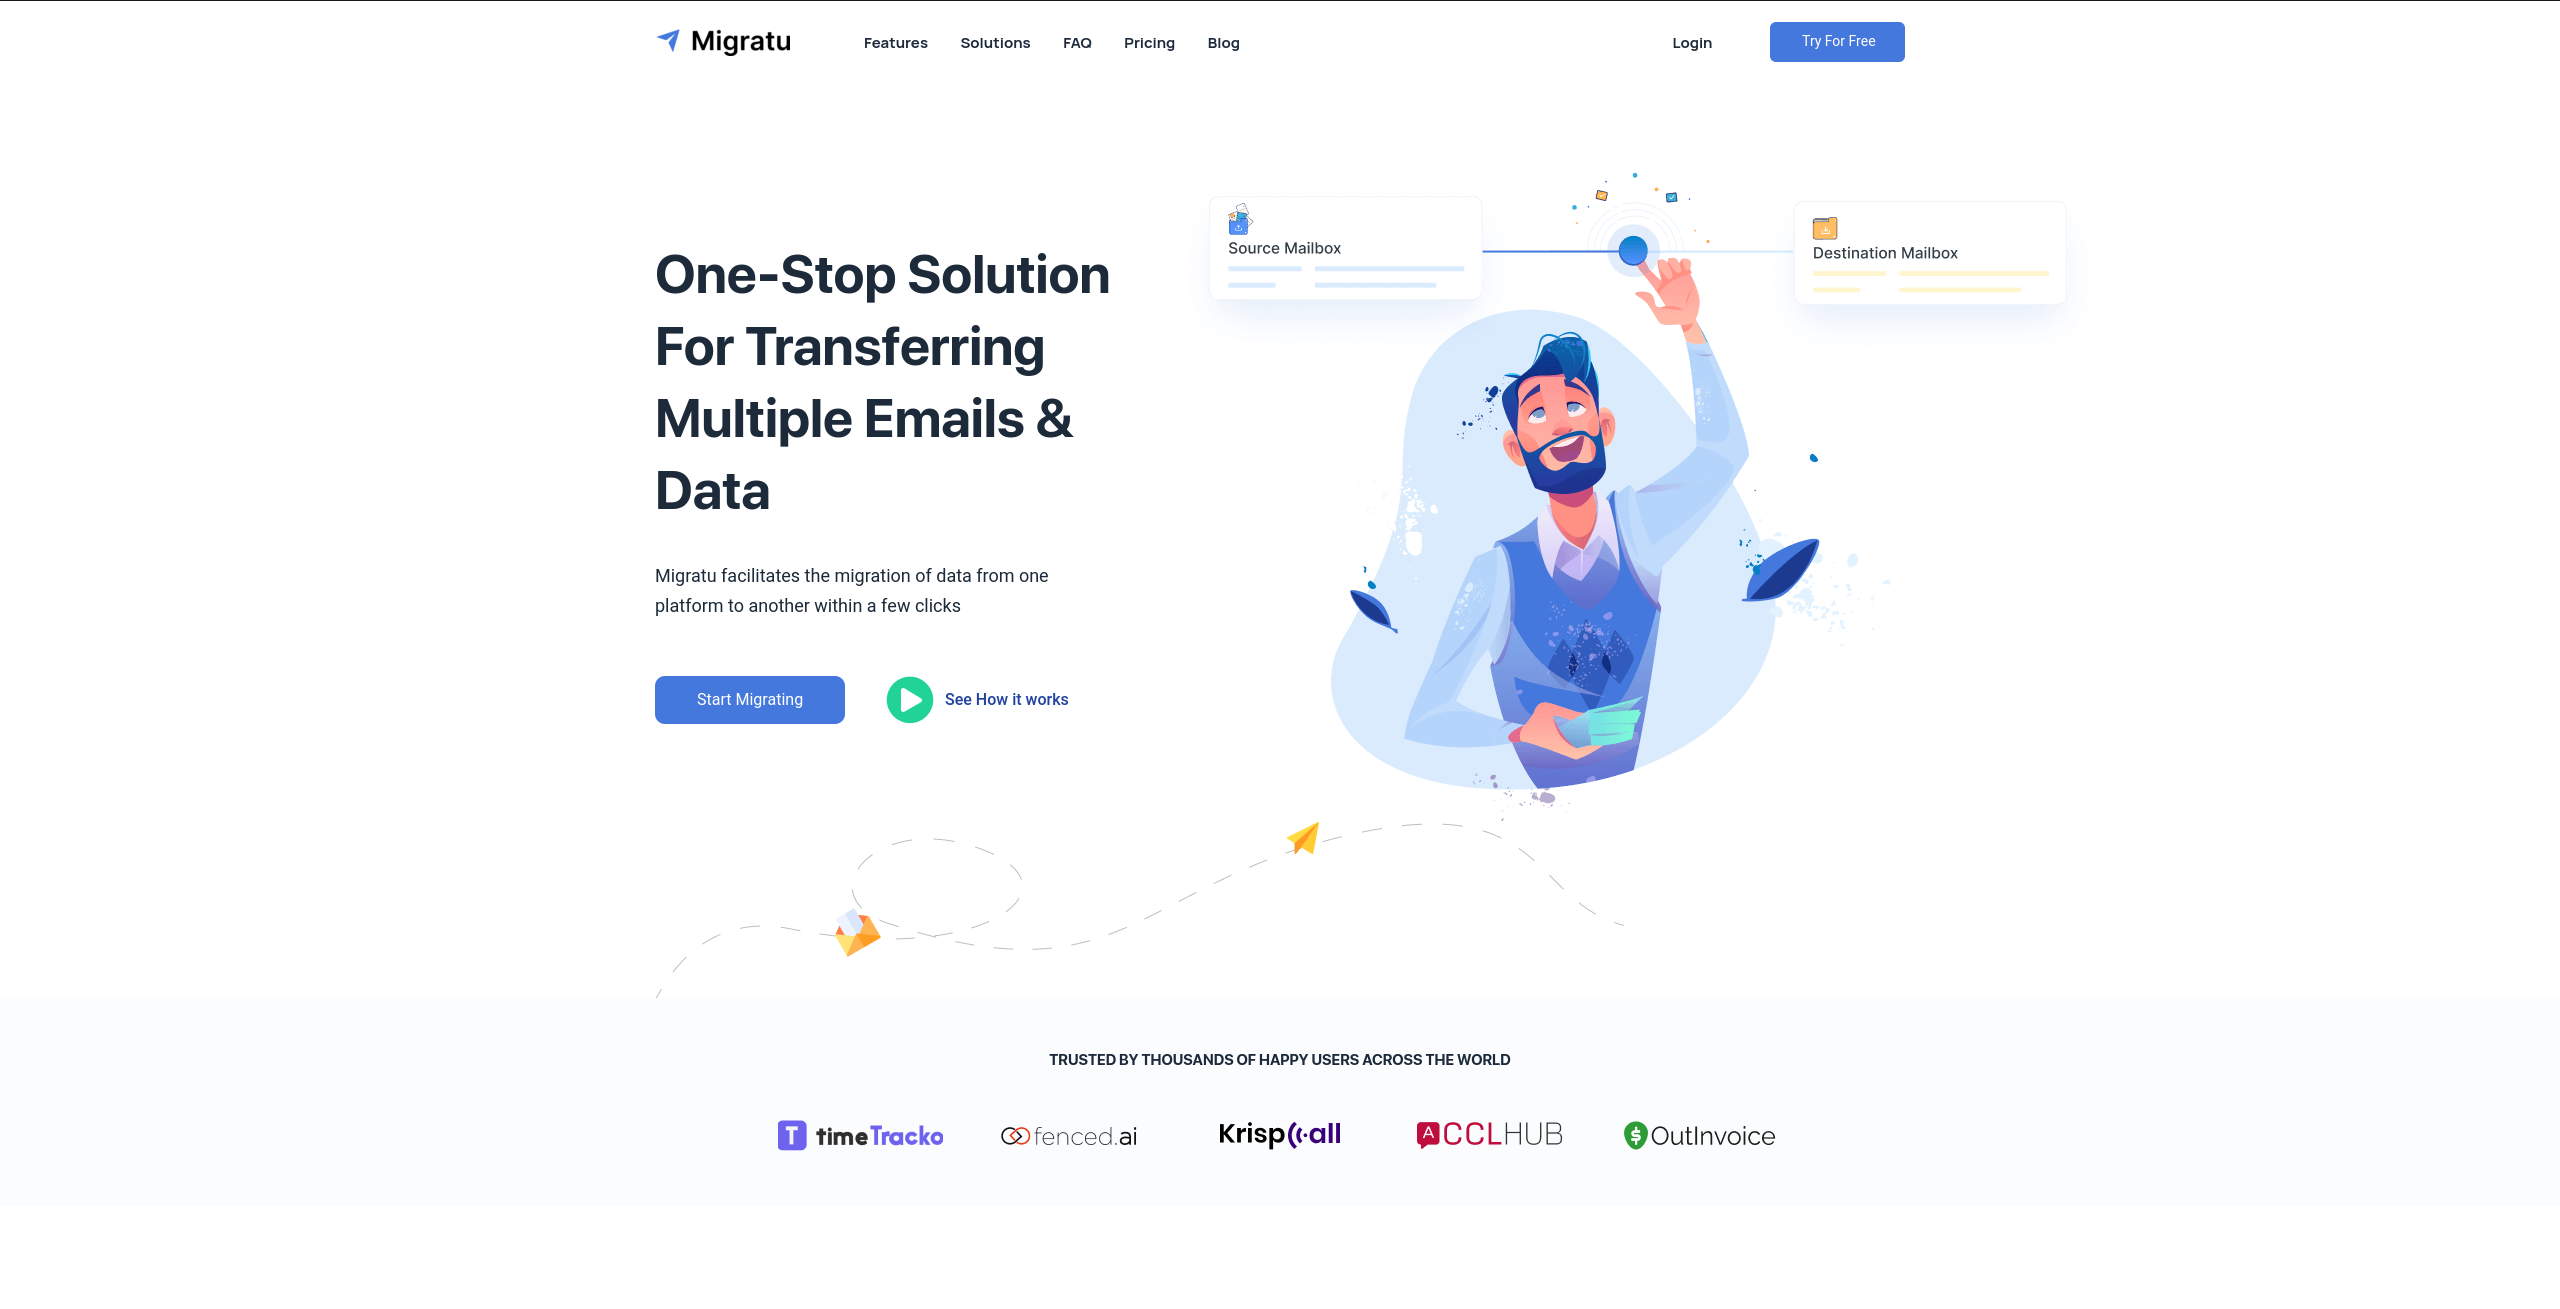 Migratu
Features
Solutions
FAQ
Pricing
Blog
Login
Try For Free
One-Stop Solution
For Transferring
Multiple Emails &
Data
Migratu facilitates the migration of data from one
platform to another within a few clicks
Start Migrating
See How it works
Source Mailbox
Destination Mailbox
TRUSTED BY THOUSANDS OF HAPPY USERS ACROSS THE WORLD
T timeTracko
fenced.ai
KrispCall
ACCLHUB
$ OutInvoice